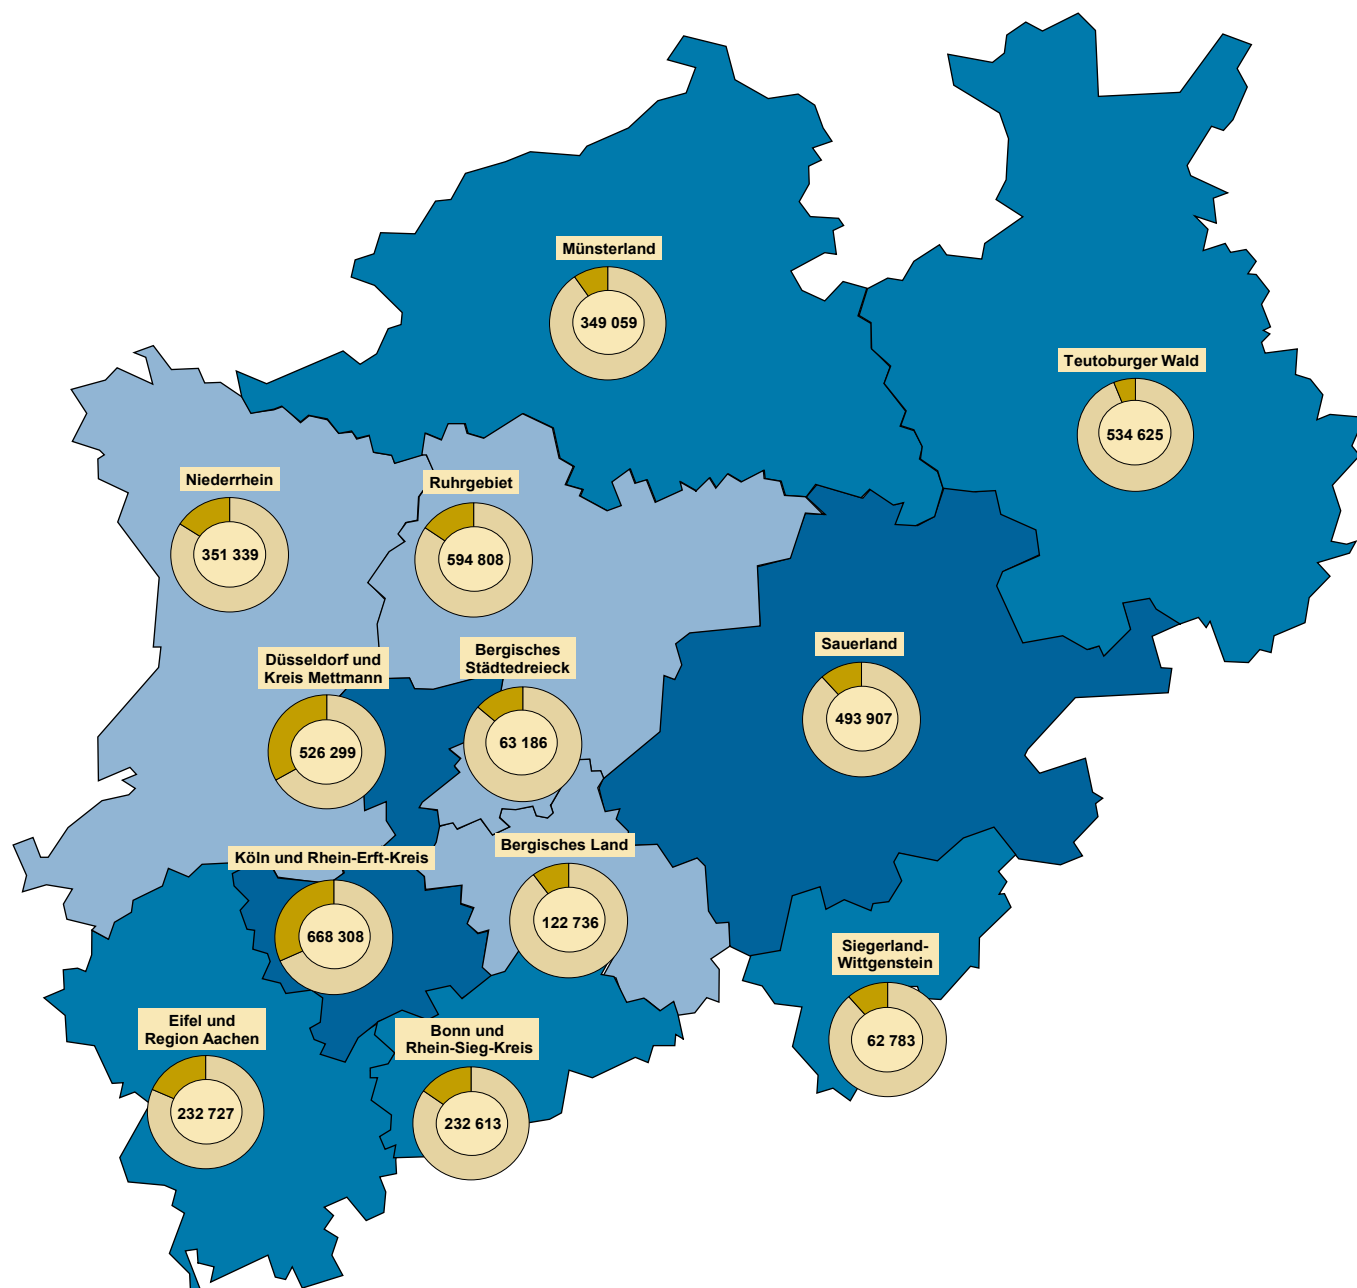 Münsterland
349 059
Teutoburger Wald
534 625
Niederrhein
351 339
Ruhrgebiet
594 808
Düsseldorf und
Kreis Mettmann
526 299
Bergisches
Städtedreieck
63 186
Sauerland
493 907
Köln und Rhein-Erft-Kreis
668 308
Bergisches Land
122 736
Siegerland-
Wittgenstein
62 783
Eifel und
Region Aachen
232 727
Bonn und
Rhein-Sieg-Kreis
232 613